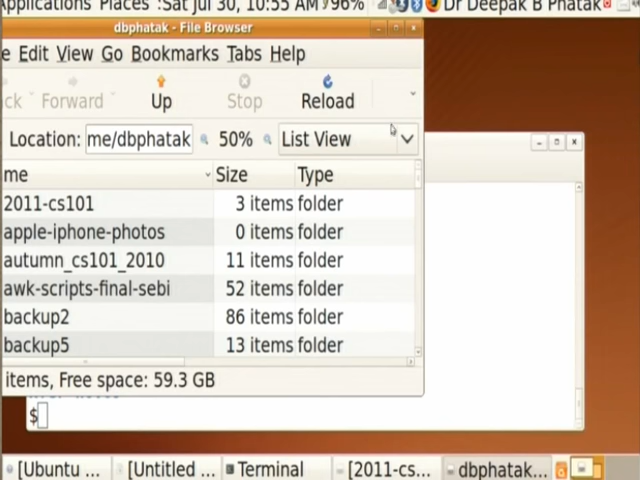 Applications Places :Sat Jul 30, 10:55 AM 96% Dr Deepak B Phatak
dbphatak - File Browser
e Edit View Go Bookmarks Tabs Help
ck Forward Up Stop Reload
Location: me/dbphatak 50% List View
me Size Type
2011-cs101 3 items folder
apple-iphone-photos 0 items folder
autumn_cs101_2010 11 items folder
awk-scripts-final-sebi 52 items folder
backup2 86 items folder
backup5 13 items folder
items, Free space: 59.3 GB
$
[Ubuntu ... [Untitled ... Terminal [2011-cs... dbphatak...